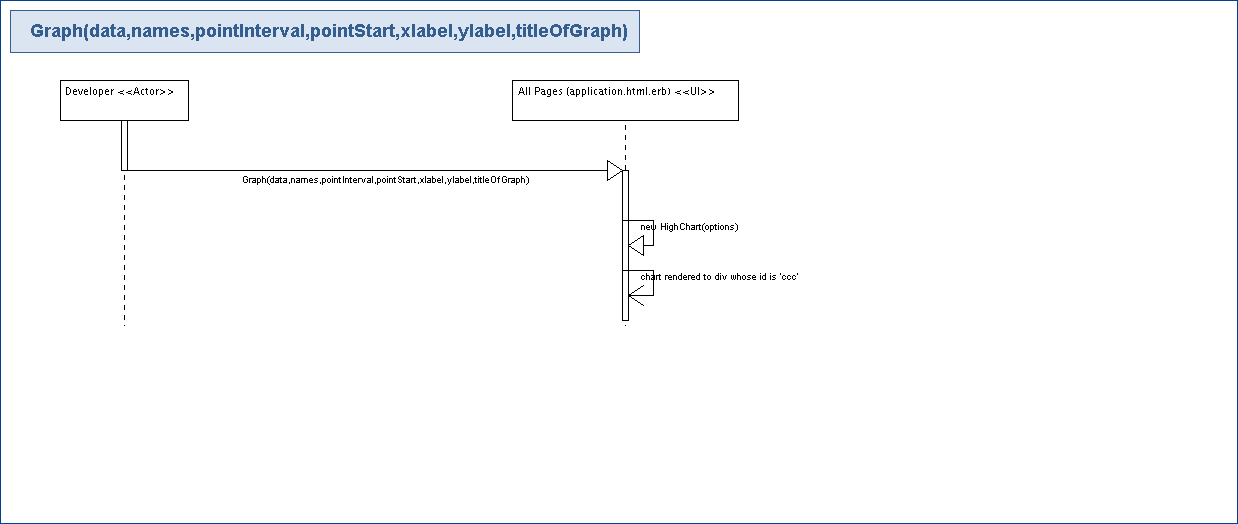 Graph(data,names,pointInterval,pointStart,xlabel,ylabel,titleOfGraph)
Developer <<Actor>>
All Pages (application.html.erb) <<UI>>
Graph(data,names,pointInterval,pointStart,xlabel,ylabel,titleOfGraph)
new HighChart(options)
chart rendered to div whose id is 'ccc'